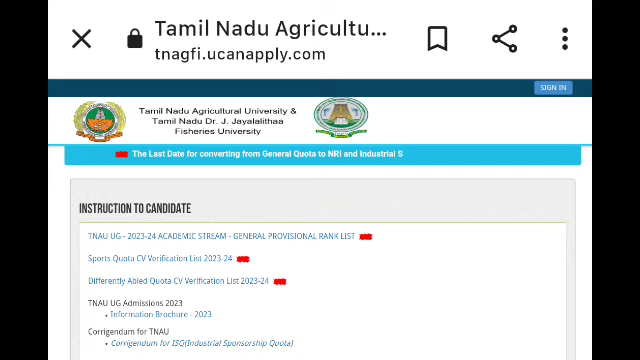 Tamil Nadu Agricultu...
tnagfi.ucanapply.com
SIGN IN
Tamil Nadu Agricultural University &
Tamil Nadu Dr. J. Jayalalithaa
Fisheries University
The Last Date for converting from General Quota to NRI and Industrial S
INSTRUCTION TO CANDIDATE
TNAU UG - 2023-24 ACADEMIC STREAM - GENERAL PROVISIONAL RANK LIST
Sports Quota CV Verification List 2023-24
Differently Abled Quota CV Verification List 2023-24
TNAU UG Admissions 2023
• Information Brochure - 2023
Corrigendum for TNAU
• Corrigendum for ISQ(Industrial Sponsorship Quota)